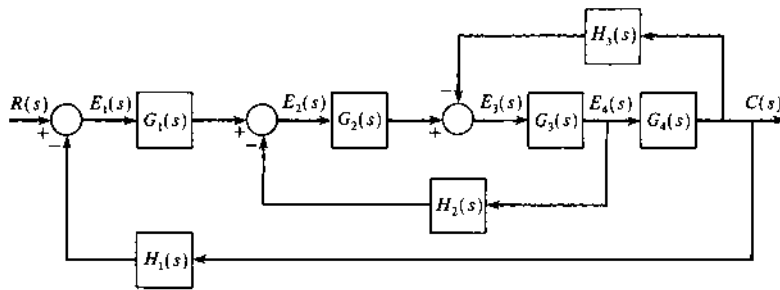 H₃(s)
−
R(s) E₁(s) E₂(s) E₃(s) E₄(s) C(s)
G₁(s) G₂(s) G₃(s) G₄(s)
+ + +
− −
H₂(s)
H₁(s)